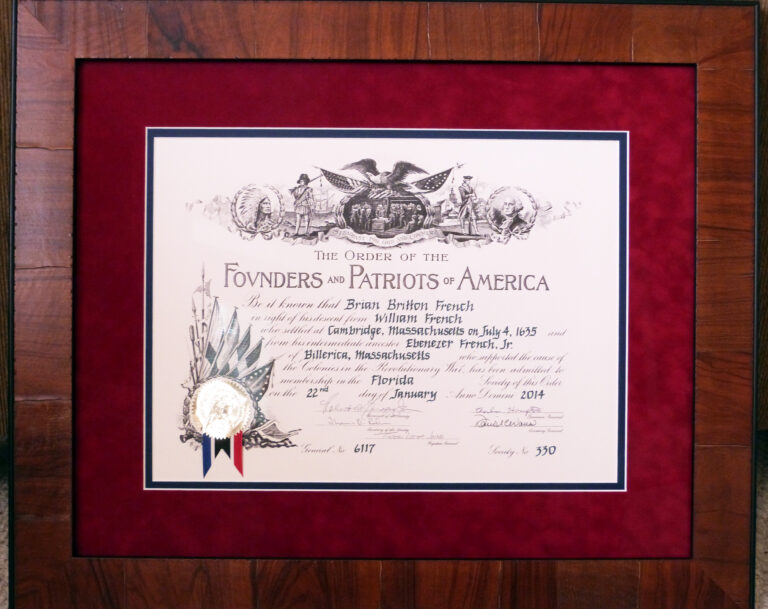 The Order of the
Fovnders and Patriots of America
Be it known that Brian Britton French
in right of his descent from William French
who settled at Cambridge, Massachusetts on July 4, 1635 and
from his intermediate ancestor Ebenezer French, Jr.
of Billerica, Massachusetts who supported the cause of
the Colonies in the Revolutionary War, has been admitted to
membership in the Florida Society of this Order
on the 22nd day of January Anno Domini 2014
General No 6117 Society No 330